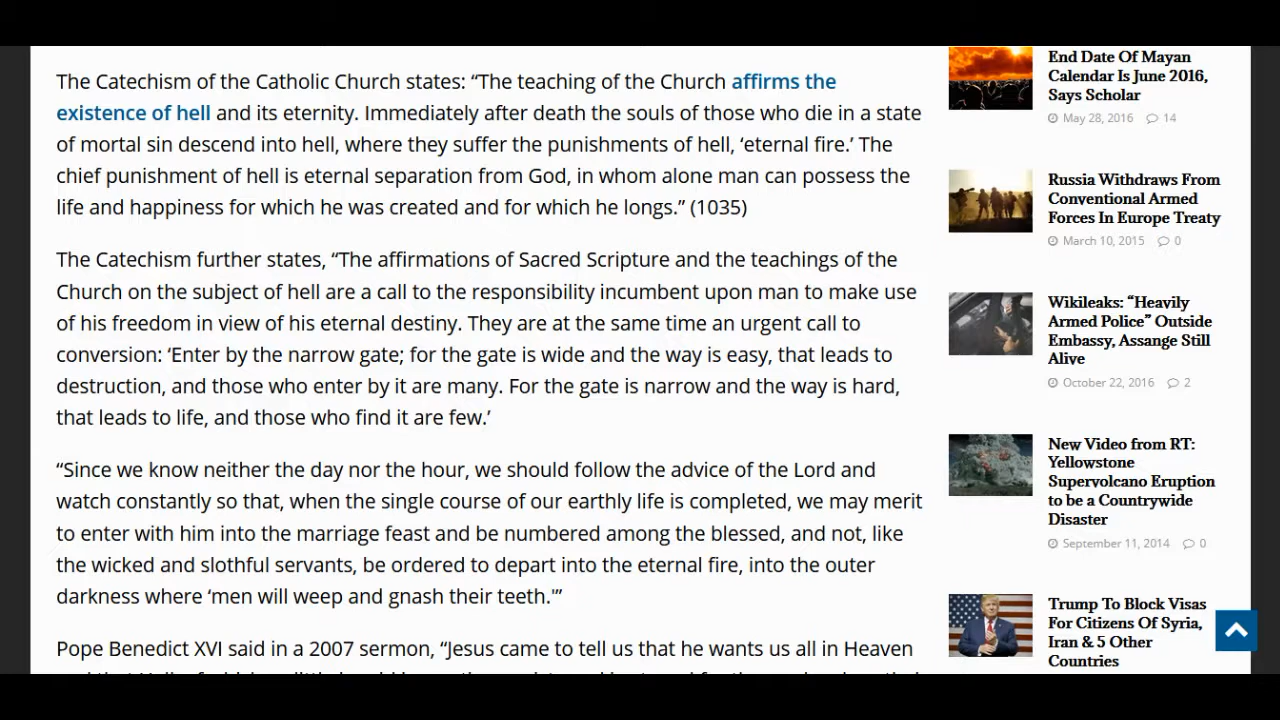 The Catechism of the Catholic Church states: “The teaching of the Church affirms the
existence of hell and its eternity. Immediately after death the souls of those who die in a state
of mortal sin descend into hell, where they suffer the punishments of hell, ‘eternal fire.’ The
chief punishment of hell is eternal separation from God, in whom alone man can possess the
life and happiness for which he was created and for which he longs.” (1035)
The Catechism further states, “The affirmations of Sacred Scripture and the teachings of the
Church on the subject of hell are a call to the responsibility incumbent upon man to make use
of his freedom in view of his eternal destiny. They are at the same time an urgent call to
conversion: ‘Enter by the narrow gate; for the gate is wide and the way is easy, that leads to
destruction, and those who enter by it are many. For the gate is narrow and the way is hard,
that leads to life, and those who find it are few.’
“Since we know neither the day nor the hour, we should follow the advice of the Lord and
watch constantly so that, when the single course of our earthly life is completed, we may merit
to enter with him into the marriage feast and be numbered among the blessed, and not, like
the wicked and slothful servants, be ordered to depart into the eternal fire, into the outer
darkness where ‘men will weep and gnash their teeth.’”
Pope Benedict XVI said in a 2007 sermon, “Jesus came to tell us that he wants us all in Heaven
End Date Of Mayan
Calendar Is June 2016,
Says Scholar
May 28, 2016 14
Russia Withdraws From
Conventional Armed
Forces In Europe Treaty
March 10, 2015 0
Wikileaks: “Heavily
Armed Police” Outside
Embassy, Assange Still
Alive
October 22, 2016 2
New Video from RT:
Yellowstone
Supervolcano Eruption
to be a Countrywide
Disaster
September 11, 2014 0
Trump To Block Visas
For Citizens Of Syria,
Iran & 5 Other
Countries